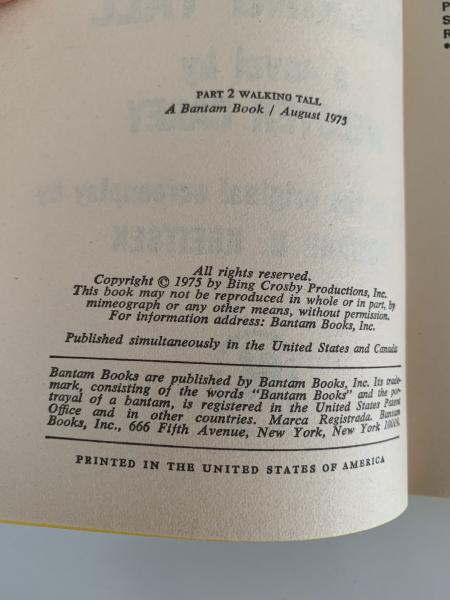 PART 2 WALKING TALL
A Bantam Book / August 1975
All rights reserved.
Copyright © 1975 by Bing Crosby Productions, Inc.
This book may not be reproduced in whole or in part, by
mimeograph or any other means, without permission.
For information address: Bantam Books, Inc.
Published simultaneously in the United States and Canada
Bantam Books are published by Bantam Books, Inc. Its trade-
mark, consisting of the words "Bantam Books" and the por-
trayal of a bantam, is registered in the United States Patent
Office and in other countries. Marca Registrada. Bantam
Books, Inc., 666 Fifth Avenue, New York, New York 10019.
PRINTED IN THE UNITED STATES OF AMERICA
P
S
R
*